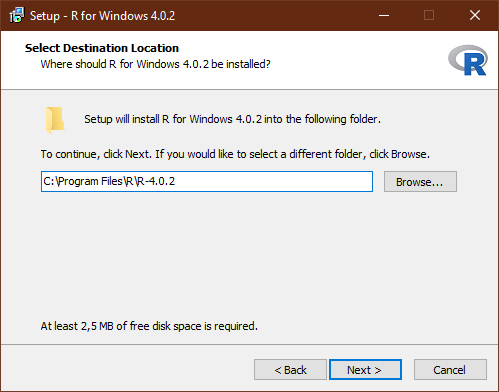 Setup - R for Windows 4.0.2
Select Destination Location
Where should R for Windows 4.0.2 be installed?
R
Setup will install R for Windows 4.0.2 into the following folder.
To continue, click Next. If you would like to select a different folder, click Browse.
C:\Program Files\R\R-4.0.2
Browse...
At least 2,5 MB of free disk space is required.
< Back
Next >
Cancel